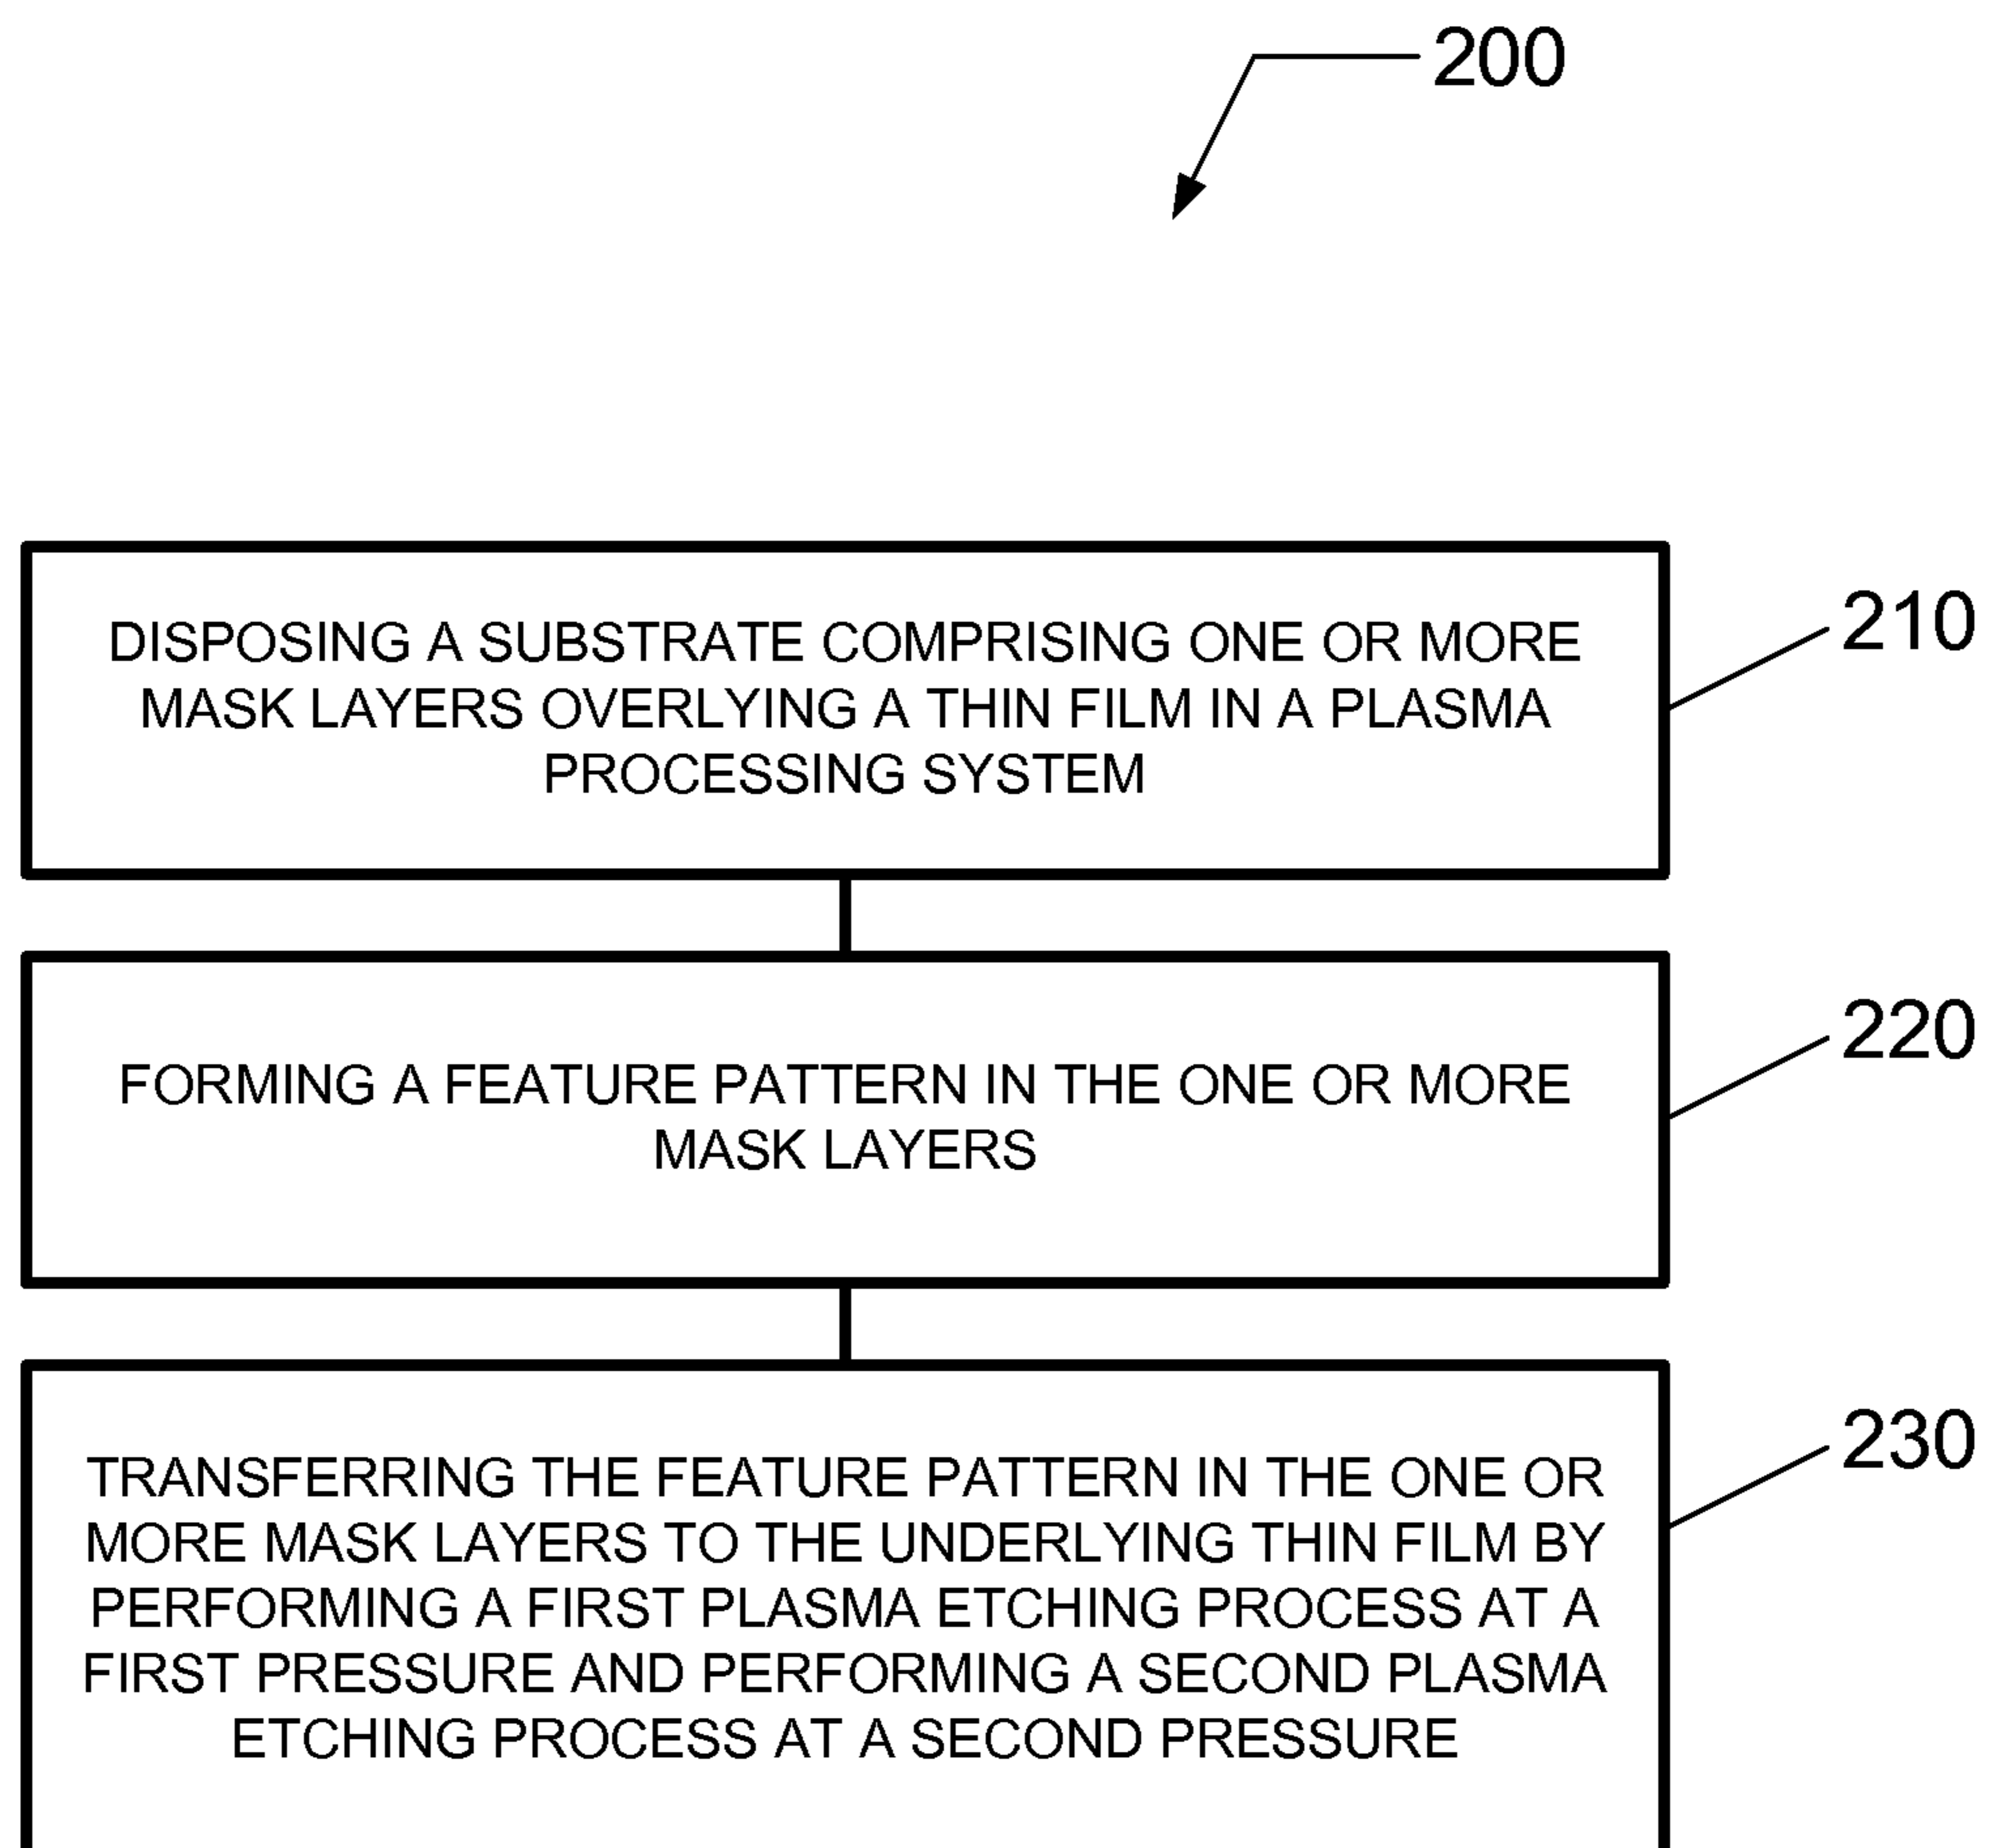 200
DISPOSING A SUBSTRATE COMPRISING ONE OR MORE
MASK LAYERS OVERLYING A THIN FILM IN A PLASMA
PROCESSING SYSTEM
210
FORMING A FEATURE PATTERN IN THE ONE OR MORE
MASK LAYERS
220
TRANSFERRING THE FEATURE PATTERN IN THE ONE OR
MORE MASK LAYERS TO THE UNDERLYING THIN FILM BY
PERFORMING A FIRST PLASMA ETCHING PROCESS AT A
FIRST PRESSURE AND PERFORMING A SECOND PLASMA
ETCHING PROCESS AT A SECOND PRESSURE
230